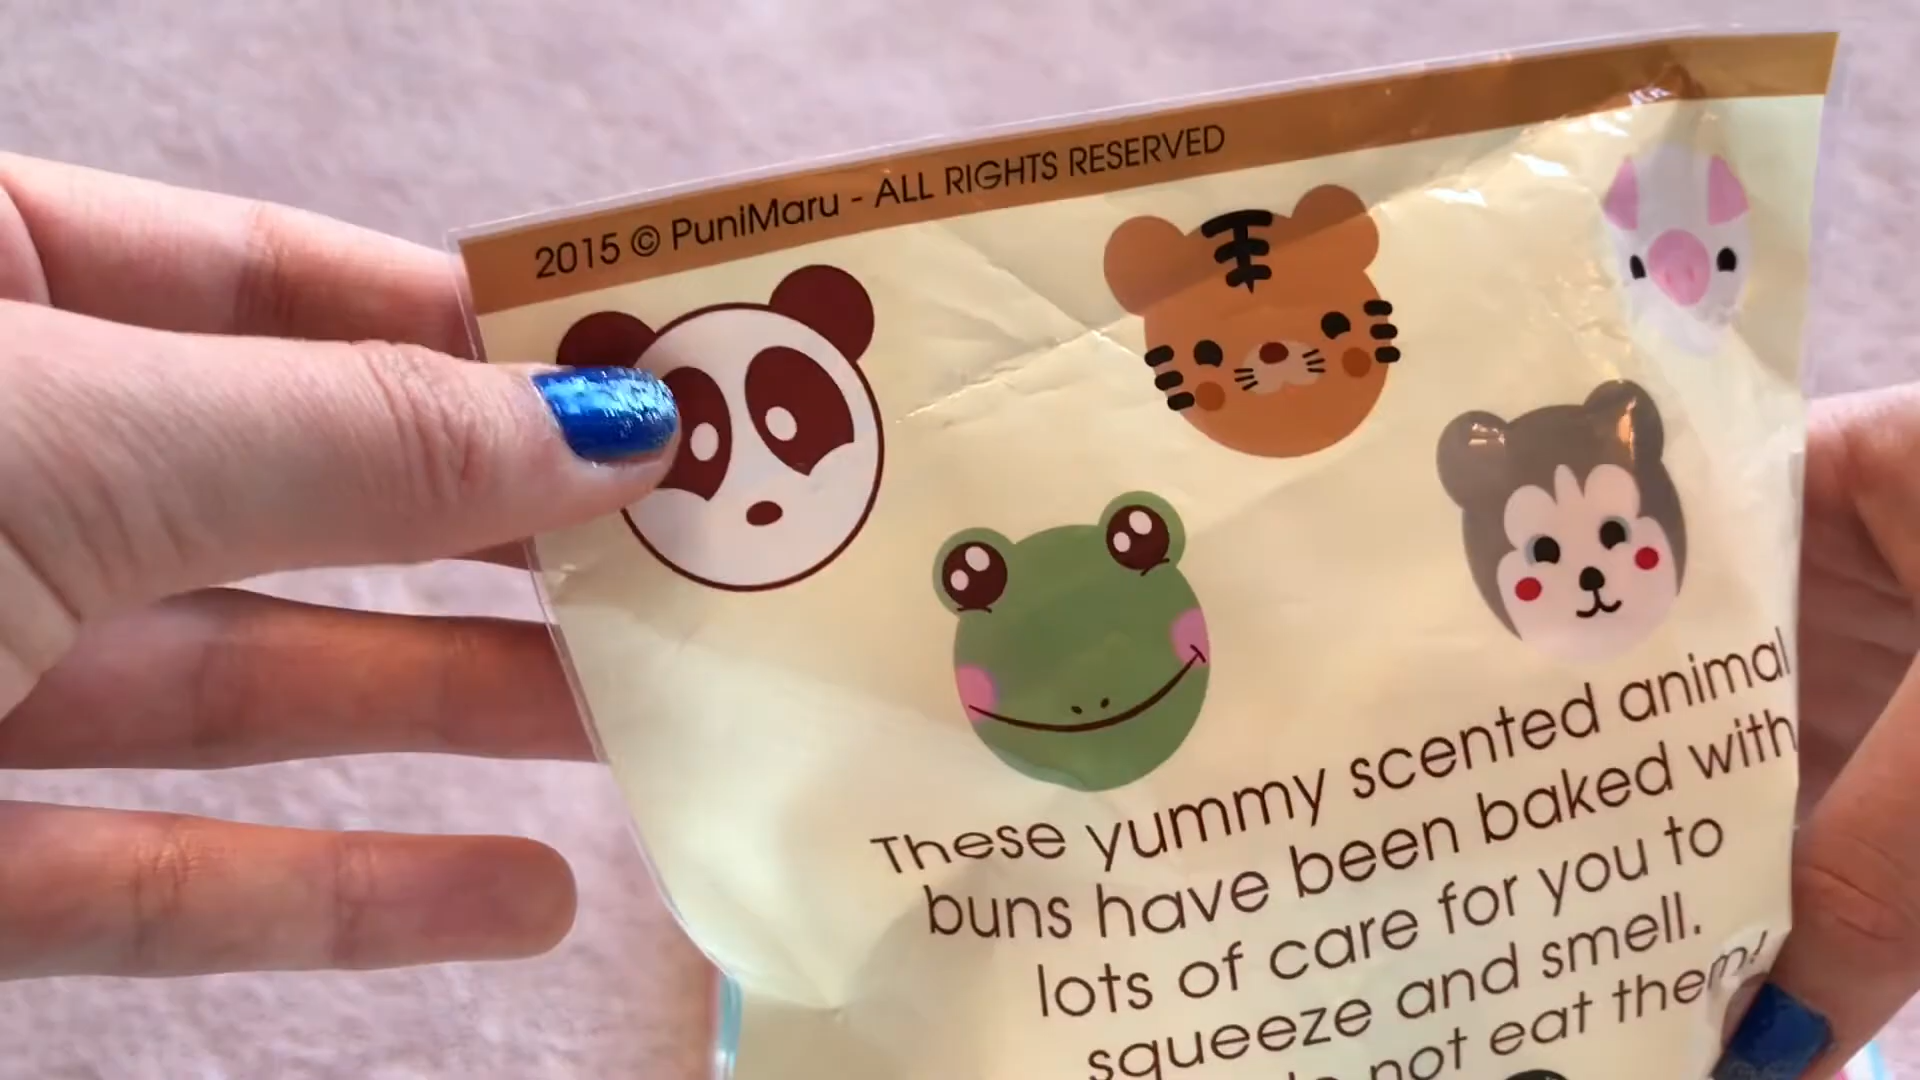 2015 © PuniMaru - ALL RIGHTS RESERVED
These yummy scented animal
buns have been baked with
lots of care for you to
squeeze and smell.
not eat them!